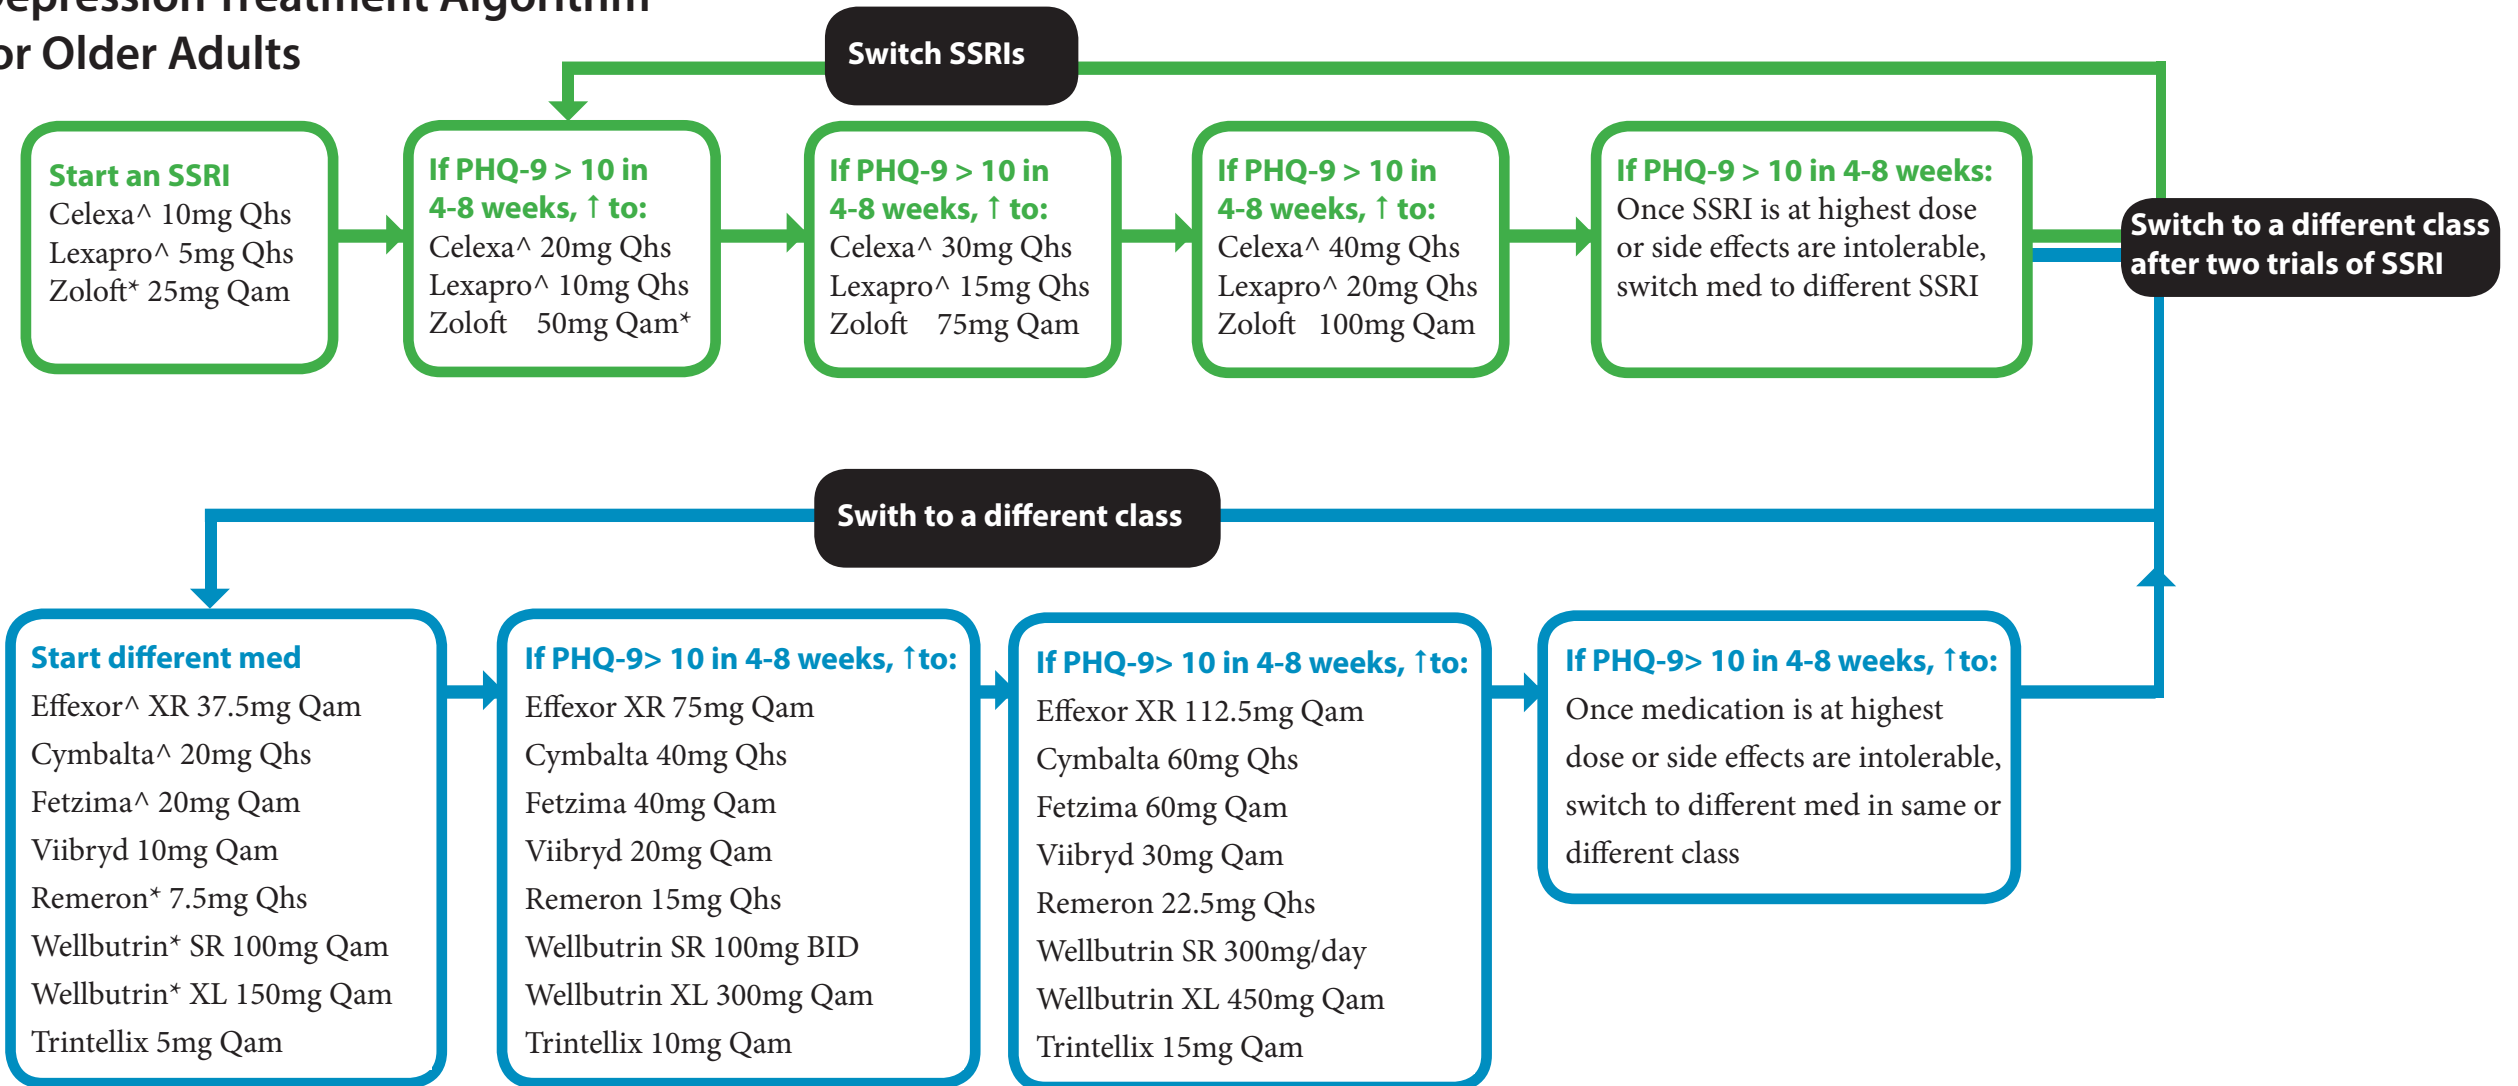 Depression Treatment Algorithm
or Older Adults
Switch SSRIs
Start an SSRI
Celexa^ 10mg Qhs
Lexapro^ 5mg Qhs
Zoloft* 25mg Qam
If PHQ-9 > 10 in
4-8 weeks, ↑ to:
Celexa^ 20mg Qhs
Lexapro^ 10mg Qhs
Zoloft 50mg Qam*
If PHQ-9 > 10 in
4-8 weeks, ↑ to:
Celexa^ 30mg Qhs
Lexapro^ 15mg Qhs
Zoloft 75mg Qam
If PHQ-9 > 10 in
4-8 weeks, ↑ to:
Celexa^ 40mg Qhs
Lexapro^ 20mg Qhs
Zoloft 100mg Qam
If PHQ-9 > 10 in 4-8 weeks:
Once SSRI is at highest dose
or side effects are intolerable,
switch med to different SSRI
Switch to a different class
after two trials of SSRI
Swith to a different class
Start different med
Effexor^ XR 37.5mg Qam
Cymbalta^ 20mg Qhs
Fetzima^ 20mg Qam
Viibryd 10mg Qam
Remeron* 7.5mg Qhs
Wellbutrin* SR 100mg Qam
Wellbutrin* XL 150mg Qam
Trintellix 5mg Qam
If PHQ-9> 10 in 4-8 weeks, ↑to:
Effexor XR 75mg Qam
Cymbalta 40mg Qhs
Fetzima 40mg Qam
Viibryd 20mg Qam
Remeron 15mg Qhs
Wellbutrin SR 100mg BID
Wellbutrin XL 300mg Qam
Trintellix 10mg Qam
If PHQ-9> 10 in 4-8 weeks, ↑to:
Effexor XR 112.5mg Qam
Cymbalta 60mg Qhs
Fetzima 60mg Qam
Viibryd 30mg Qam
Remeron 22.5mg Qhs
Wellbutrin SR 300mg/day
Wellbutrin XL 450mg Qam
Trintellix 15mg Qam
If PHQ-9> 10 in 4-8 weeks, ↑to:
Once medication is at highest
dose or side effects are intolerable,
switch to different med in same or
different class